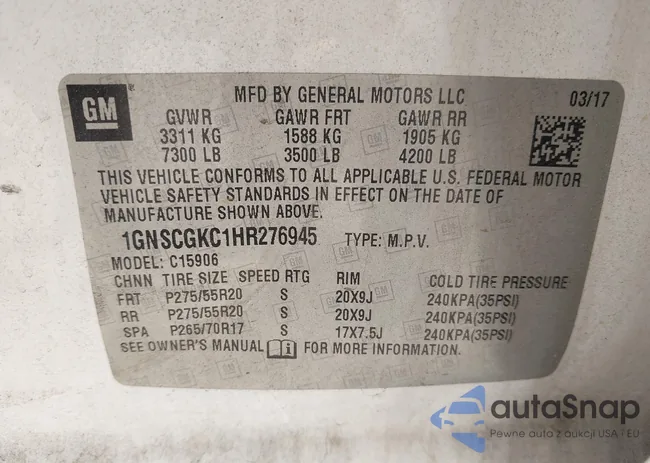 GM
MFD BY GENERAL MOTORS LLC
03/17
GVWR GAWR FRT GAWR RR
3311 KG 1588 KG 1905 KG
7300 LB 3500 LB 4200 LB
THIS VEHICLE CONFORMS TO ALL APPLICABLE U.S. FEDERAL MOTOR
VEHICLE SAFETY STANDARDS IN EFFECT ON THE DATE OF
MANUFACTURE SHOWN ABOVE.
1GNSCGKC1HR276945 TYPE: M.P.V.
MODEL: C15906
CHNN TIRE SIZE SPEED RTG RIM COLD TIRE PRESSURE
FRT P275/55R20 S 20X9J 240KPA(35PSI)
RR P275/55R20 S 20X9J 240KPA(35PSI)
SPA P265/70R17 S 17X7.5J 240KPA(35PSI)
SEE OWNER'S MANUAL FOR MORE INFORMATION.
autaSnap
Pewne auta z aukcji USA i EU